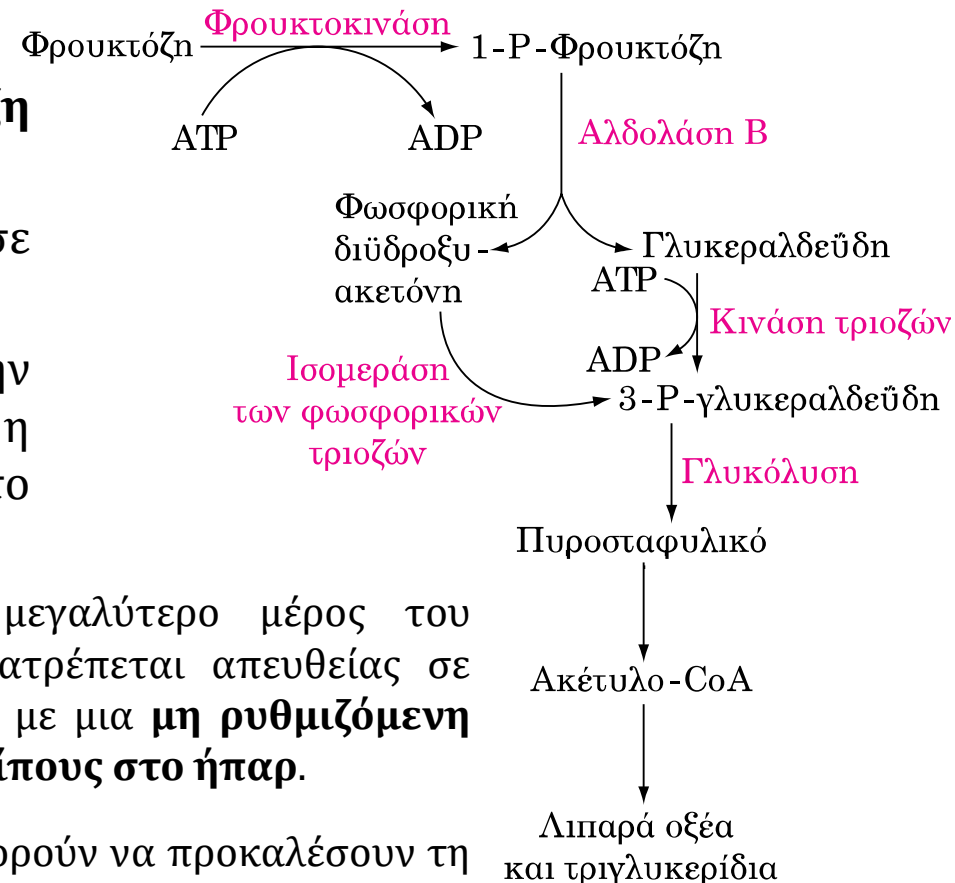 Φρουκτόζη
Φρουκτοκινάση
1-P-Φρουκτόζη
ATP
ADP
Αλδολάση Β
Φωσφορική
διϋδροξυ-
ακετόνη
Γλυκεραλδεΰδη
ATP
Κινάση τριοζών
ADP
Ισομεράση
των φωσφορικών
τριοζών
3-P-γλυκεραλδεΰδη
Γλυκόλυση
Πυροσταφυλικό
Ακέτυλο-CoA
Λιπαρά οξέα
και τριγλυκερίδια
σε
η
το
μεγαλύτερο μέρος του
ατρέπεται απευθείας σε
με μια μη ρυθμιζόμενη
ίπους στο ήπαρ.
ορούν να προκαλέσουν τη